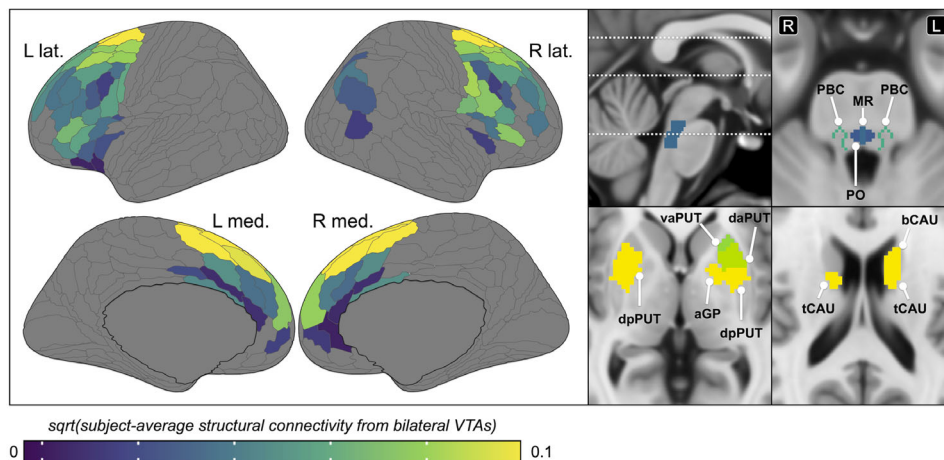 L lat.
R lat.
L med.
R med.
R
L
PBC
MR
PBC
PO
vaPUT
daPUT
dpPUT
aGP
dpPUT
bCAU
tCAU
tCAU
sqrt(subject-average structural connectivity from bilateral VTAs)
0
0.1